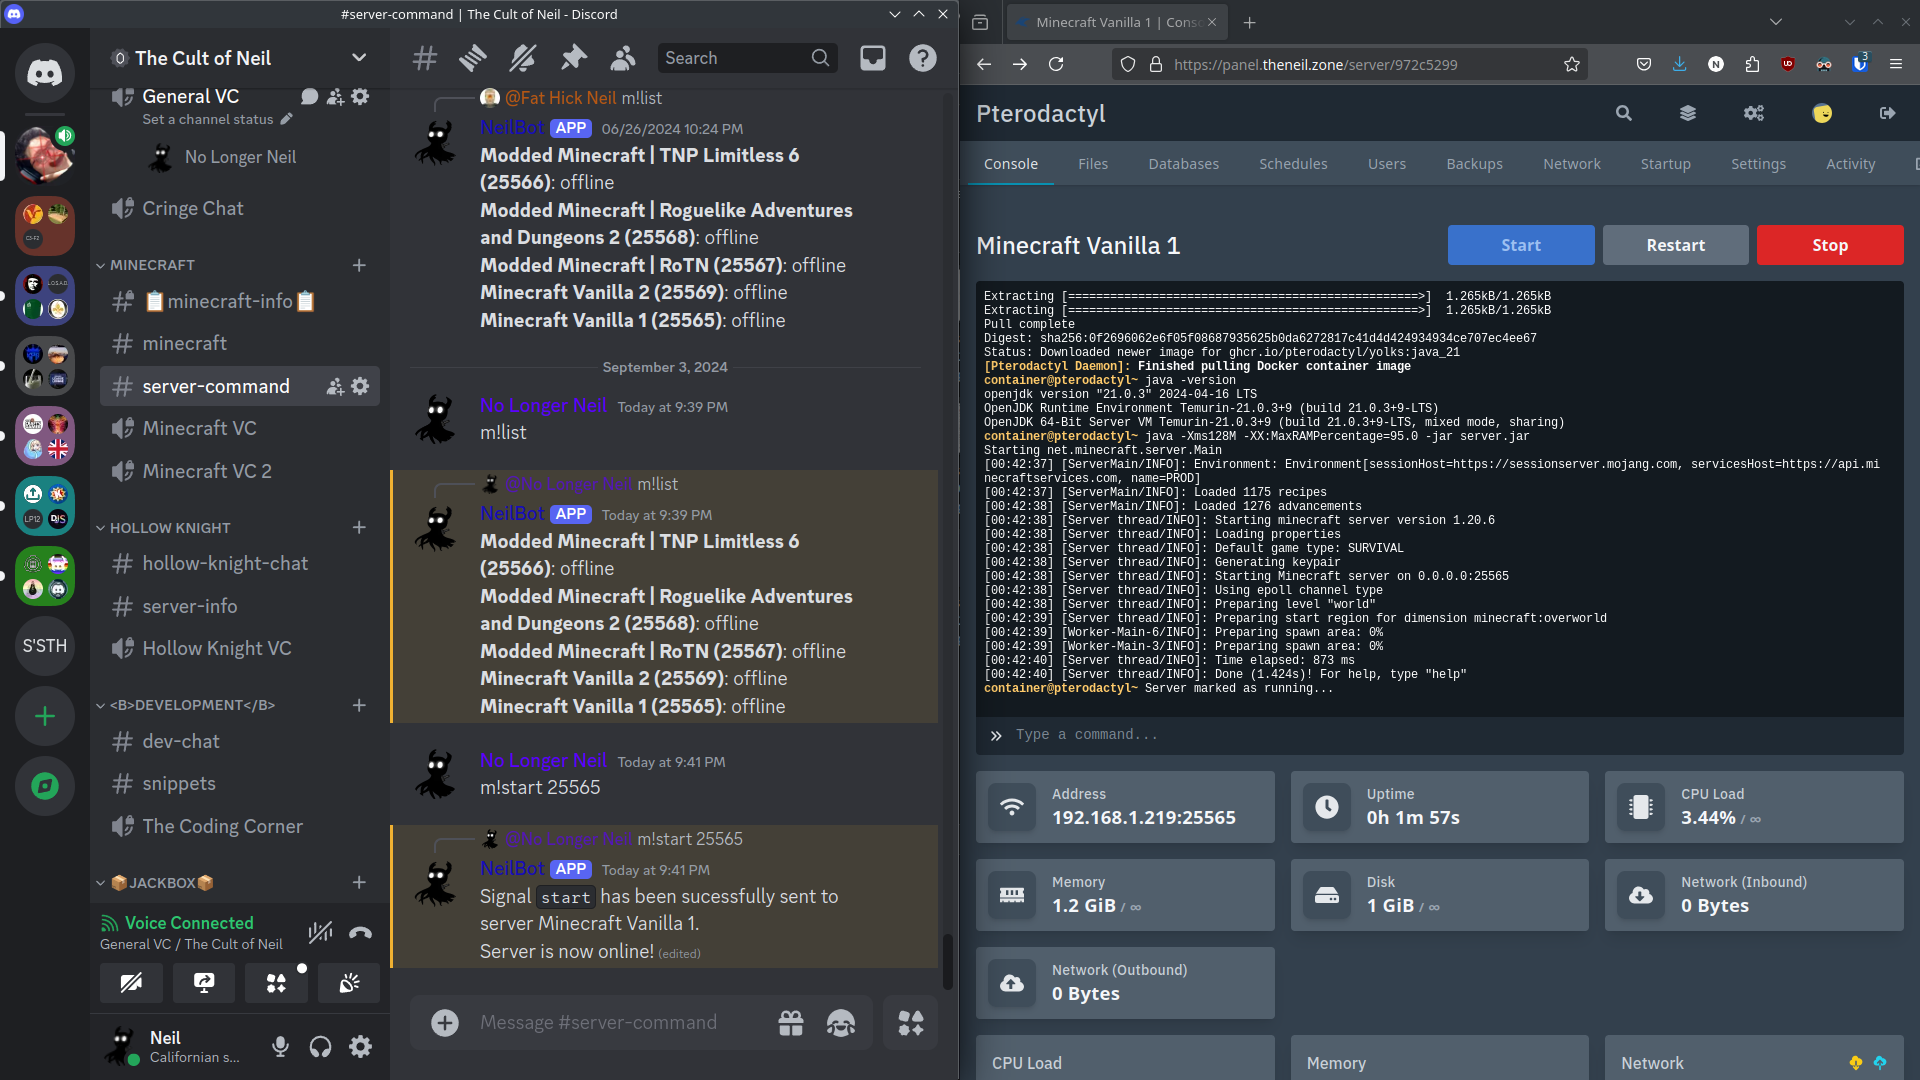 #server-command | The Cult of Neil - Discord
The Cult of Neil
General VC
Set a channel status
No Longer Neil
Cringe Chat
MINECRAFT
📋minecraft-info📋
minecraft
server-command
Minecraft VC
Minecraft VC 2
HOLLOW KNIGHT
hollow-knight-chat
server-info
Hollow Knight VC
<B>DEVELOPMENT</B>
dev-chat
snippets
The Coding Corner
📦JACKBOX📦
Voice Connected
General VC / The Cult of Neil
Neil
Californian s...
LP12
S'STH
Search
@Fat Hick Neil m!list
NeilBot APP 06/26/2024 10:24 PM
Modded Minecraft | TNP Limitless 6
(25566): offline
Modded Minecraft | Roguelike Adventures
and Dungeons 2 (25568): offline
Modded Minecraft | RoTN (25567): offline
Minecraft Vanilla 2 (25569): offline
Minecraft Vanilla 1 (25565): offline
September 3, 2024
No Longer Neil Today at 9:39 PM
m!list
@No Longer Neil m!list
NeilBot APP Today at 9:39 PM
Modded Minecraft | TNP Limitless 6
(25566): offline
Modded Minecraft | Roguelike Adventures
and Dungeons 2 (25568): offline
Modded Minecraft | RoTN (25567): offline
Minecraft Vanilla 2 (25569): offline
Minecraft Vanilla 1 (25565): offline
No Longer Neil Today at 9:41 PM
m!start 25565
@No Longer Neil m!start 25565
NeilBot APP Today at 9:41 PM
Signal start has been sucessfully sent to
server Minecraft Vanilla 1.
Server is now online! (edited)
Message #server-command
Minecraft Vanilla 1 | Consc
https://panel.theneil.zone/server/972c5299
3
Pterodactyl
Console Files Databases Schedules Users Backups Network Startup Settings Activity
Minecraft Vanilla 1
Start Restart Stop
Extracting [==================================================>]  1.265kB/1.265kB
Extracting [==================================================>]  1.265kB/1.265kB
Pull complete
Digest: sha256:0f2696062e6f05f08687935625b0da6272817c41d4d424934934ce707ec4ee67
Status: Downloaded newer image for ghcr.io/pterodactyl/yolks:java_21
[Pterodactyl Daemon]: Finished pulling Docker container image
container@pterodactyl~ java -version
openjdk version "21.0.3" 2024-04-16 LTS
OpenJDK Runtime Environment Temurin-21.0.3+9 (build 21.0.3+9-LTS)
OpenJDK 64-Bit Server VM Temurin-21.0.3+9 (build 21.0.3+9-LTS, mixed mode, sharing)
container@pterodactyl~ java -Xms128M -XX:MaxRAMPercentage=95.0 -jar server.jar
Starting net.minecraft.server.Main
[00:42:37] [ServerMain/INFO]: Environment: Environment[sessionHost=https://sessionserver.mojang.com, servicesHost=https://api.mi
necraftservices.com, name=PROD]
[00:42:37] [ServerMain/INFO]: Loaded 1175 recipes
[00:42:38] [ServerMain/INFO]: Loaded 1276 advancements
[00:42:38] [Server thread/INFO]: Starting minecraft server version 1.20.6
[00:42:38] [Server thread/INFO]: Loading properties
[00:42:38] [Server thread/INFO]: Default game type: SURVIVAL
[00:42:38] [Server thread/INFO]: Generating keypair
[00:42:38] [Server thread/INFO]: Starting Minecraft server on 0.0.0.0:25565
[00:42:38] [Server thread/INFO]: Using epoll channel type
[00:42:38] [Server thread/INFO]: Preparing level "world"
[00:42:39] [Server thread/INFO]: Preparing start region for dimension minecraft:overworld
[00:42:39] [Worker-Main-6/INFO]: Preparing spawn area: 0%
[00:42:39] [Worker-Main-3/INFO]: Preparing spawn area: 0%
[00:42:40] [Server thread/INFO]: Time elapsed: 873 ms
[00:42:40] [Server thread/INFO]: Done (1.424s)! For help, type "help"
container@pterodactyl~ Server marked as running...
Type a command...
Address
192.168.1.219:25565
Uptime
0h 1m 57s
CPU Load
3.44% / ∞
Memory
1.2 GiB / ∞
Disk
1 GiB / ∞
Network (Inbound)
0 Bytes
Network (Outbound)
0 Bytes
CPU Load
Memory
Network